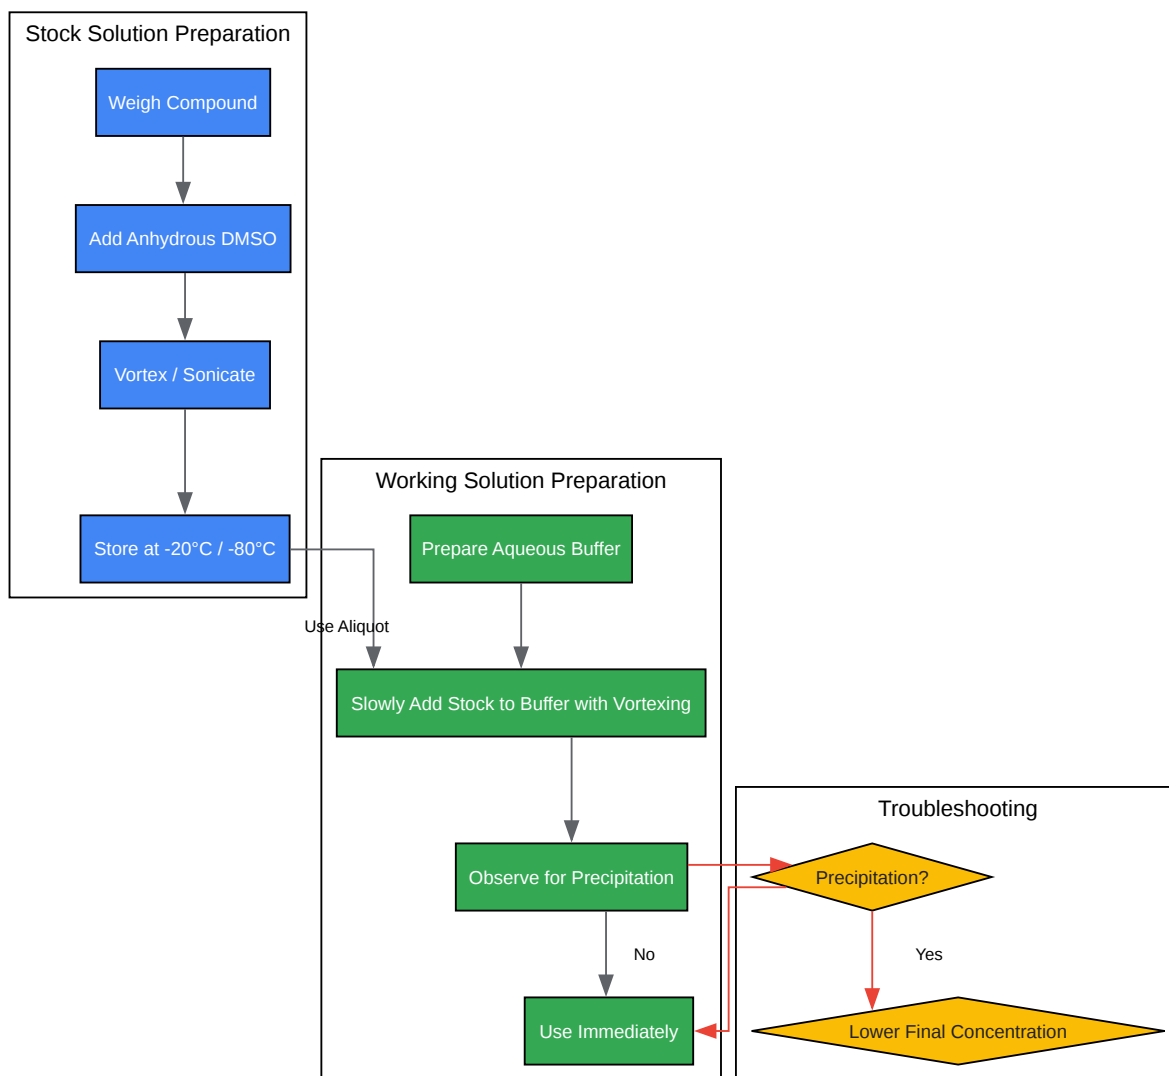 Stock Solution Preparation
Weigh Compound
Add Anhydrous DMSO
Vortex / Sonicate
Store at -20°C / -80°C
Use Aliquot
Working Solution Preparation
Prepare Aqueous Buffer
Slowly Add Stock to Buffer with Vortexing
Observe for Precipitation
No
Use Immediately
Troubleshooting
Precipitation?
Yes
Lower Final Concentration